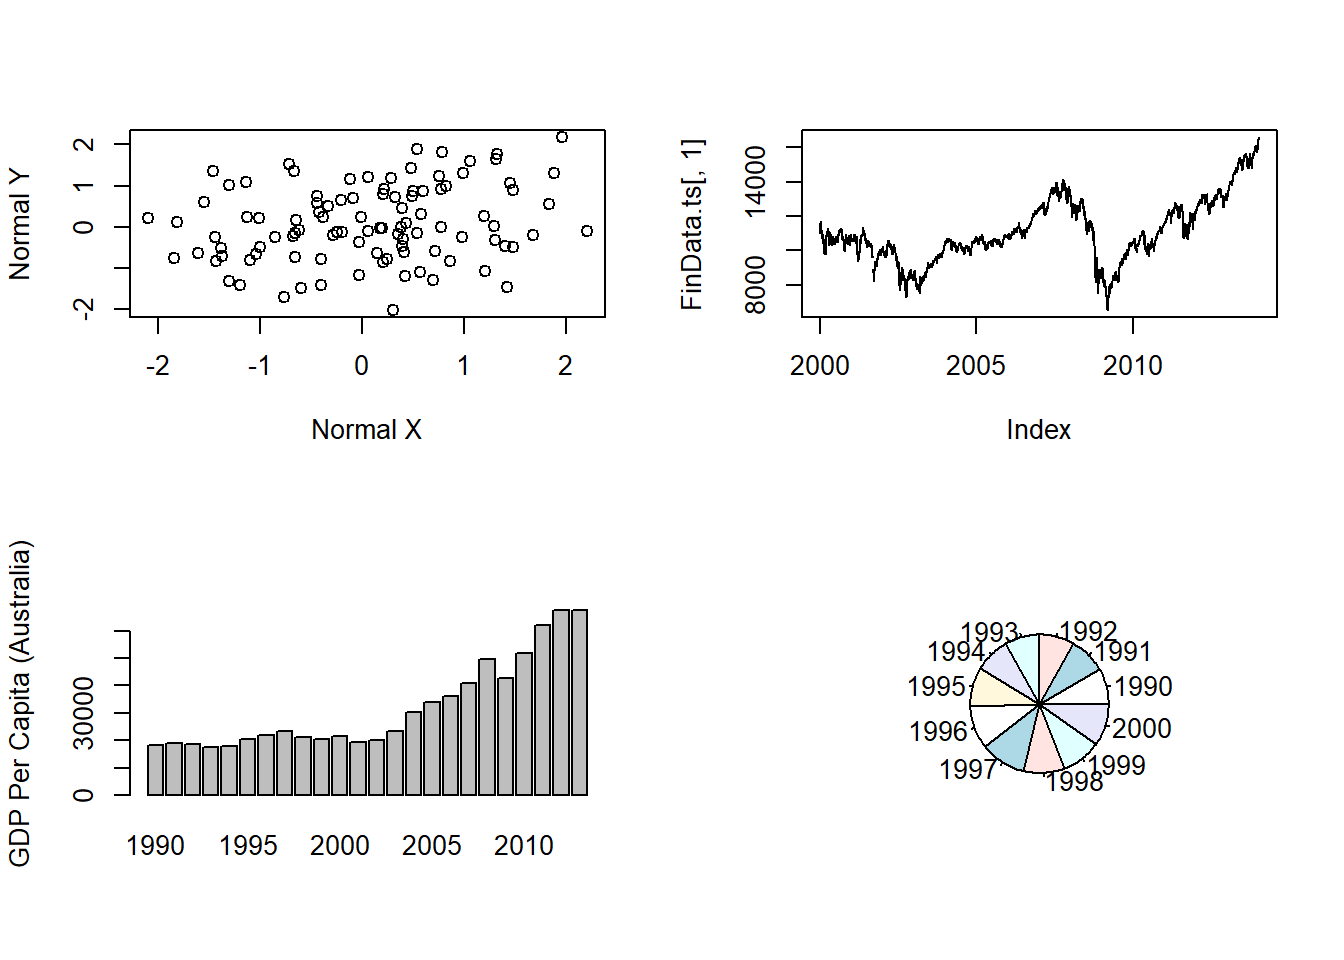 Normal Y
2
1
0
-2
-2 -1 0 1 2
Normal X
FinData.ts[, 1]
14000
8000
2000 2005 2010
Index
GDP Per Capita (Australia)
30000
0
1990 1995 2000 2005 2010
1993 1992
1994 1991
1995 1990
1996 2000
1997 1999
1998